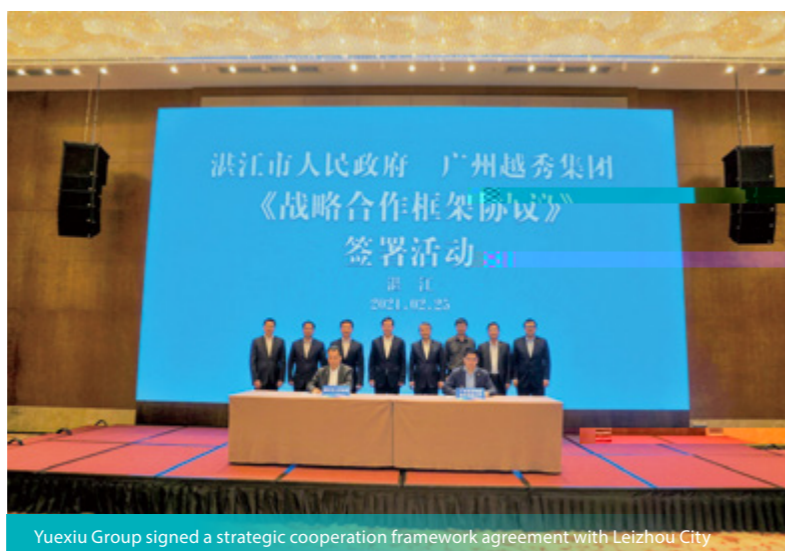 湛江市人民政府 广州越秀集团
《战略合作框架协议》
签署活动
湛 江
2021.02.25
Yuexiu Group signed a strategic cooperation framework agreement with Leizhou City